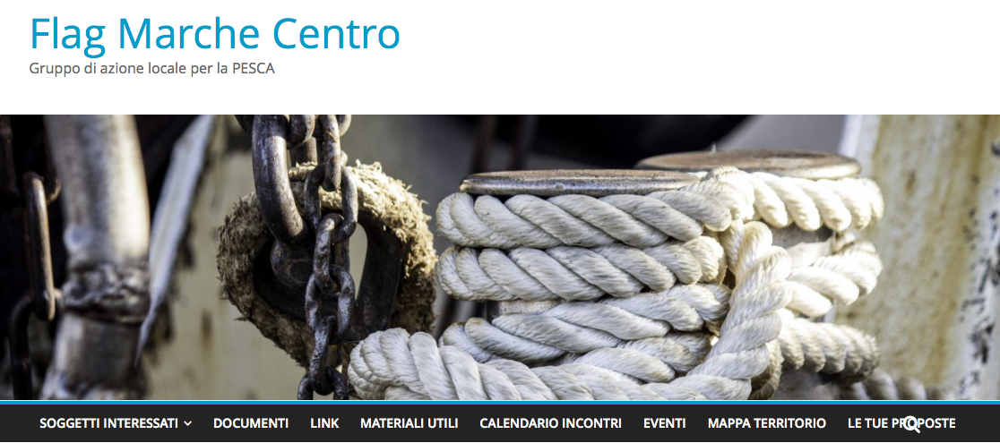 Flag Marche Centro
Gruppo di azione locale per la PESCA
SOGGETTI INTERESSATI DOCUMENTI LINK MATERIALI UTILI CALENDARIO INCONTRI EVENTI MAPPA TERRITORIO LE TUE PROPOSTE